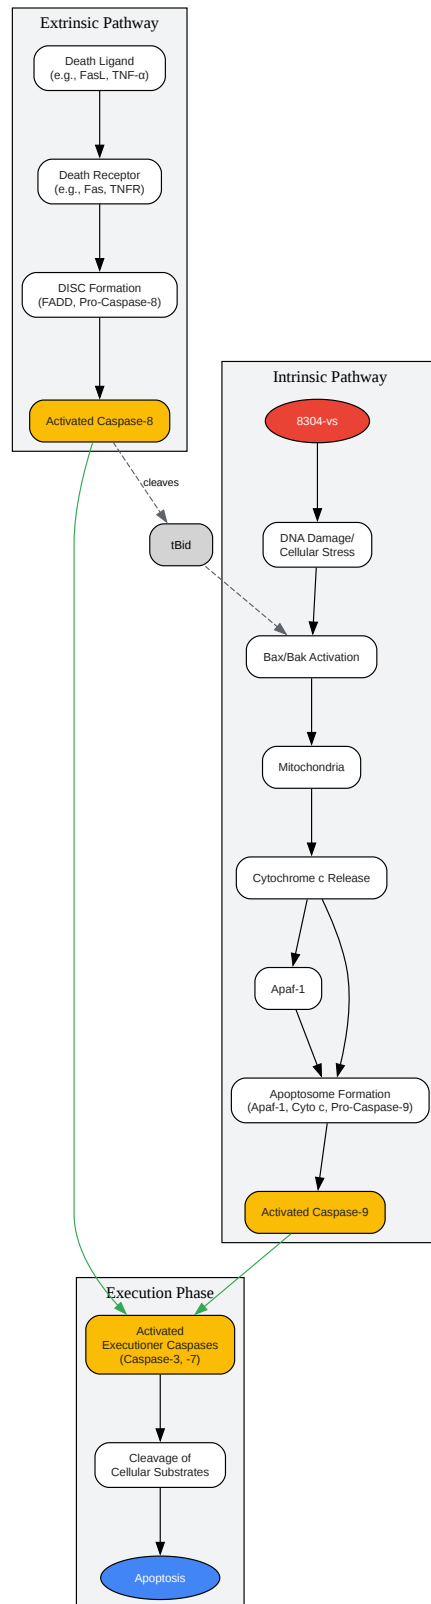 Extrinsic Pathway
Death Ligand
(e.g., FasL, TNF-α)
Death Receptor
(e.g., Fas, TNFR)
DISC Formation
(FADD, Pro-Caspase-8)
Activated Caspase-8
cleaves
tBid
Intrinsic Pathway
8304-vs
DNA Damage/
Cellular Stress
Bax/Bak Activation
Mitochondria
Cytochrome c Release
Apaf-1
Apoptosome Formation
(Apaf-1, Cyto c, Pro-Caspase-9)
Activated Caspase-9
Execution Phase
Activated
Executioner Caspases
(Caspase-3, -7)
Cleavage of
Cellular Substrates
Apoptosis